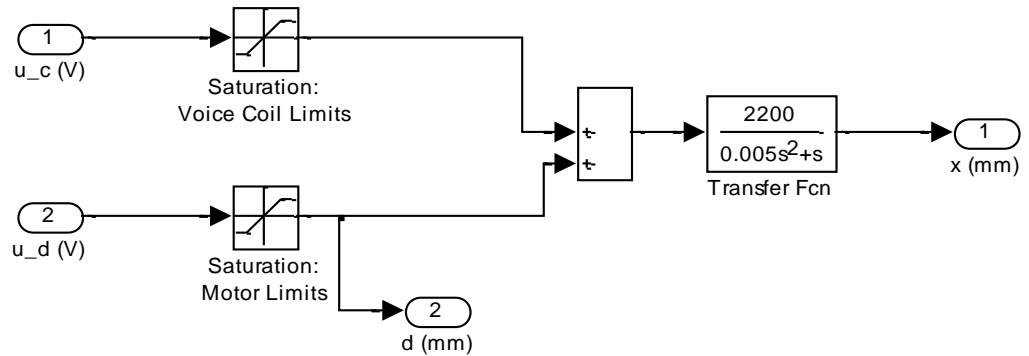 1
u_c (V)
Saturation:
Voice Coil Limits
+
+
2200
0.005s²+s
Transfer Fcn
1
x (mm)
2
u_d (V)
Saturation:
Motor Limits
2
d (mm)